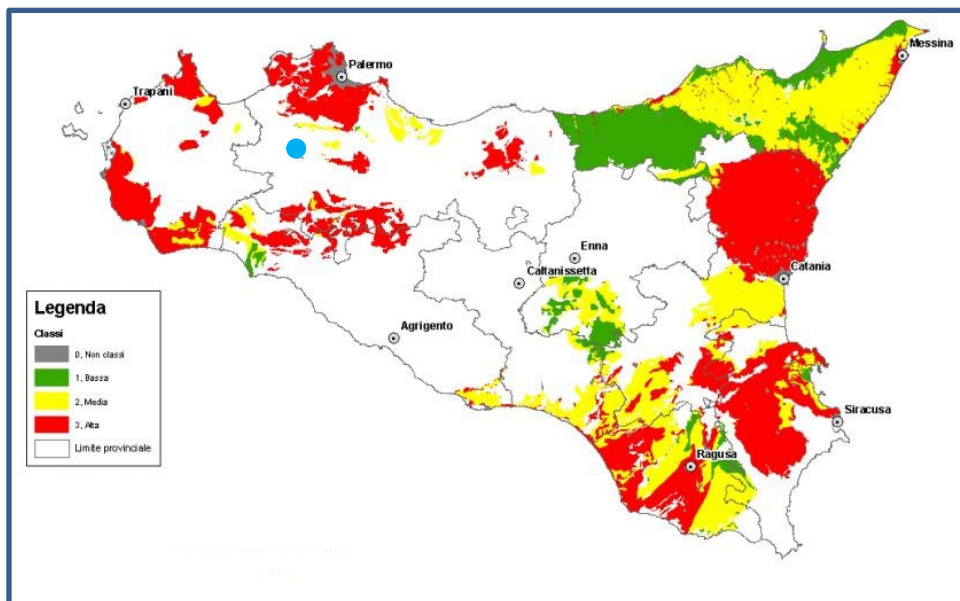 Messina
Palermo
Trapani
Enna
Catania
Caltanissetta
Agrigento
Siracusa
Ragusa
Legenda
Classi
0, Non classi
1, Bassa
2, Media
3, Alta
Limite provinciale